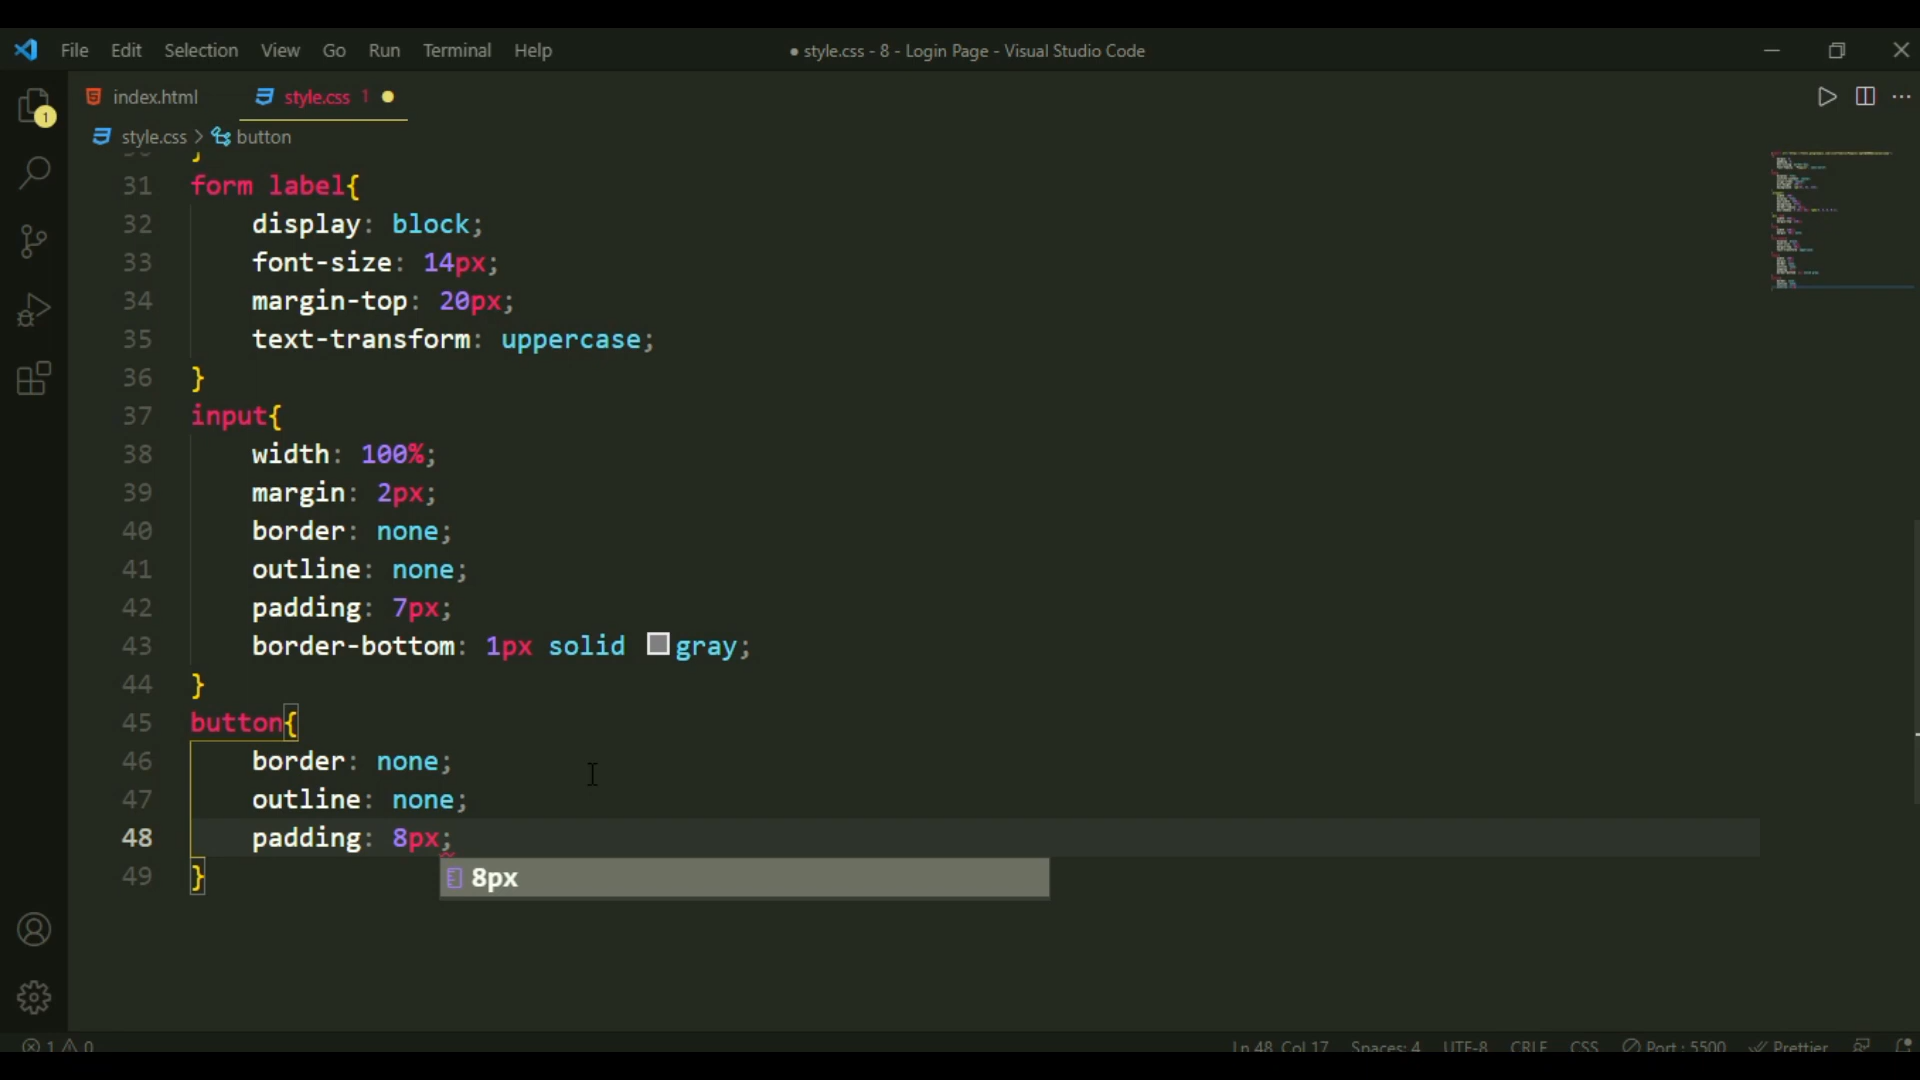 File Edit Selection View Go Run Terminal Help
● style.css - 8 - Login Page - Visual Studio Code
index.html
style.css 1
style.css > button
1
31 form label{
32 display: block;
33 font-size: 14px;
34 margin-top: 20px;
35 text-transform: uppercase;
36 }
37 input{
38 width: 100%;
39 margin: 2px;
40 border: none;
41 outline: none;
42 padding: 7px;
43 border-bottom: 1px solid gray;
44 }
45 button{
46 border: none;
47 outline: none;
48 padding: 8px;
49 }
8px
1 0
Ln 48, Col 17 Spaces: 4 UTF-8 CRLF CSS Port : 5500 Prettier